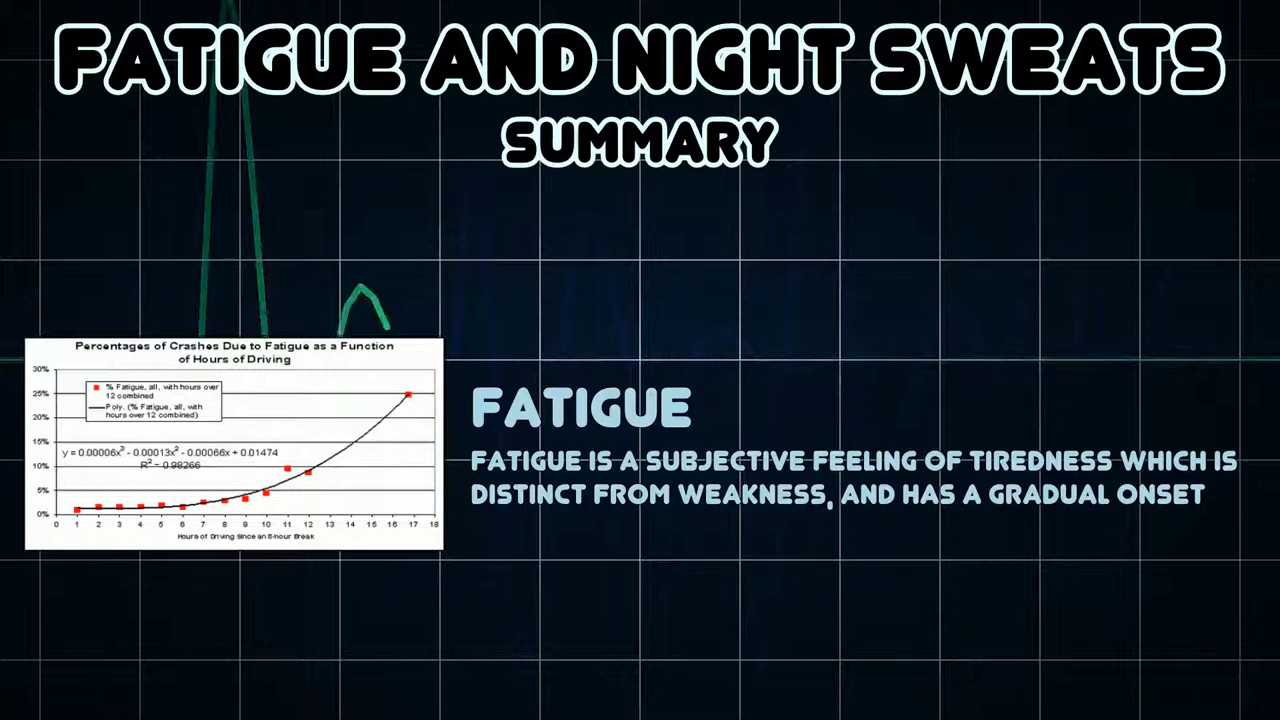 FATIGUE AND NIGHT SWEATS
SUMMARY
Percentages of Crashes Due to Fatigue as a Function
of Hours of Driving
30%
25%
20%
15%
10%
5%
0%
% Fatigue, all, with hours over
12 combined
Poly. (% Fatigue, all, with
hours over 12 combined)
y = 0.00006x³ - 0.00013x² - 0.00066x + 0.01474
R² = 0.98266
0 1 2 3 4 5 6 7 8 9 10 11 12 13 14 15 16 17 18
Hours of Driving Since an 8-hour Break
FATIGUE
FATIGUE IS A SUBJECTIVE FEELING OF TIREDNESS WHICH IS
DISTINCT FROM WEAKNESS, AND HAS A GRADUAL ONSET